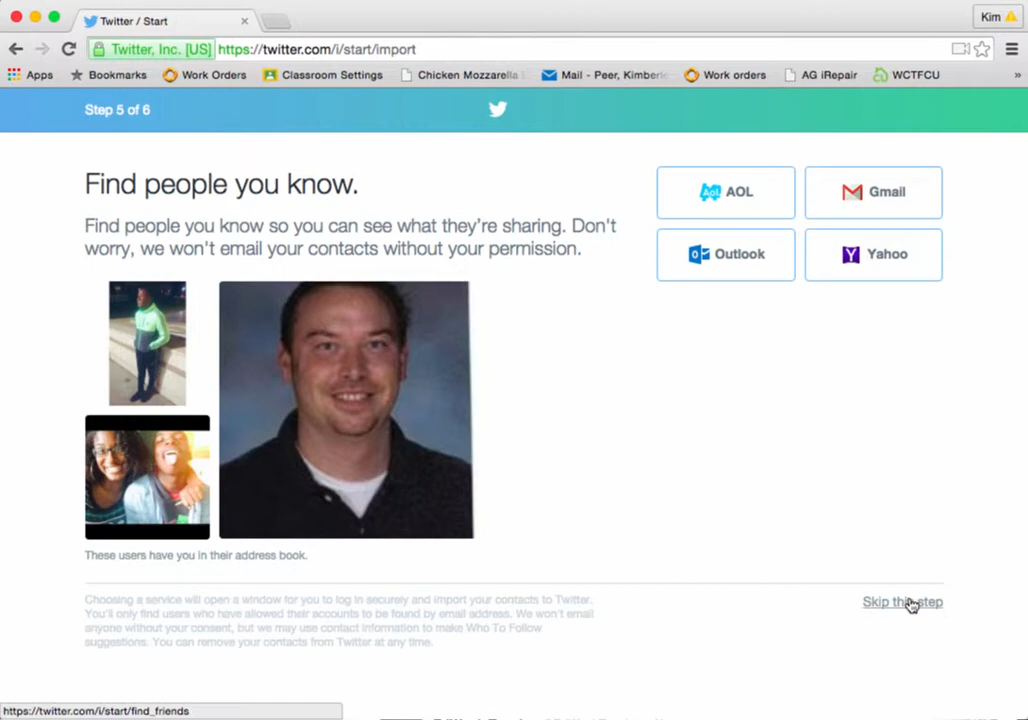 Twitter / Start
Kim
Twitter, Inc. [US] https://twitter.com/i/start/import
Apps Bookmarks Work Orders Classroom Settings Chicken Mozzarella Mail - Peer, Kimberle Work orders AG iRepair WCTFCU »
Step 5 of 6
Find people you know.
Find people you know so you can see what they're sharing. Don't
worry, we won't email your contacts without your permission.
AOL Gmail
Outlook Yahoo
These users have you in their address book.
Choosing a service will open a window for you to log in securely and import your contacts to Twitter.
You'll only find users who have allowed their accounts to be found by email address. We won't email
anyone without your consent, but we may use contact information to make Who To Follow
suggestions. You can remove your contacts from Twitter at any time.
Skip this step
https://twitter.com/i/start/find_friends